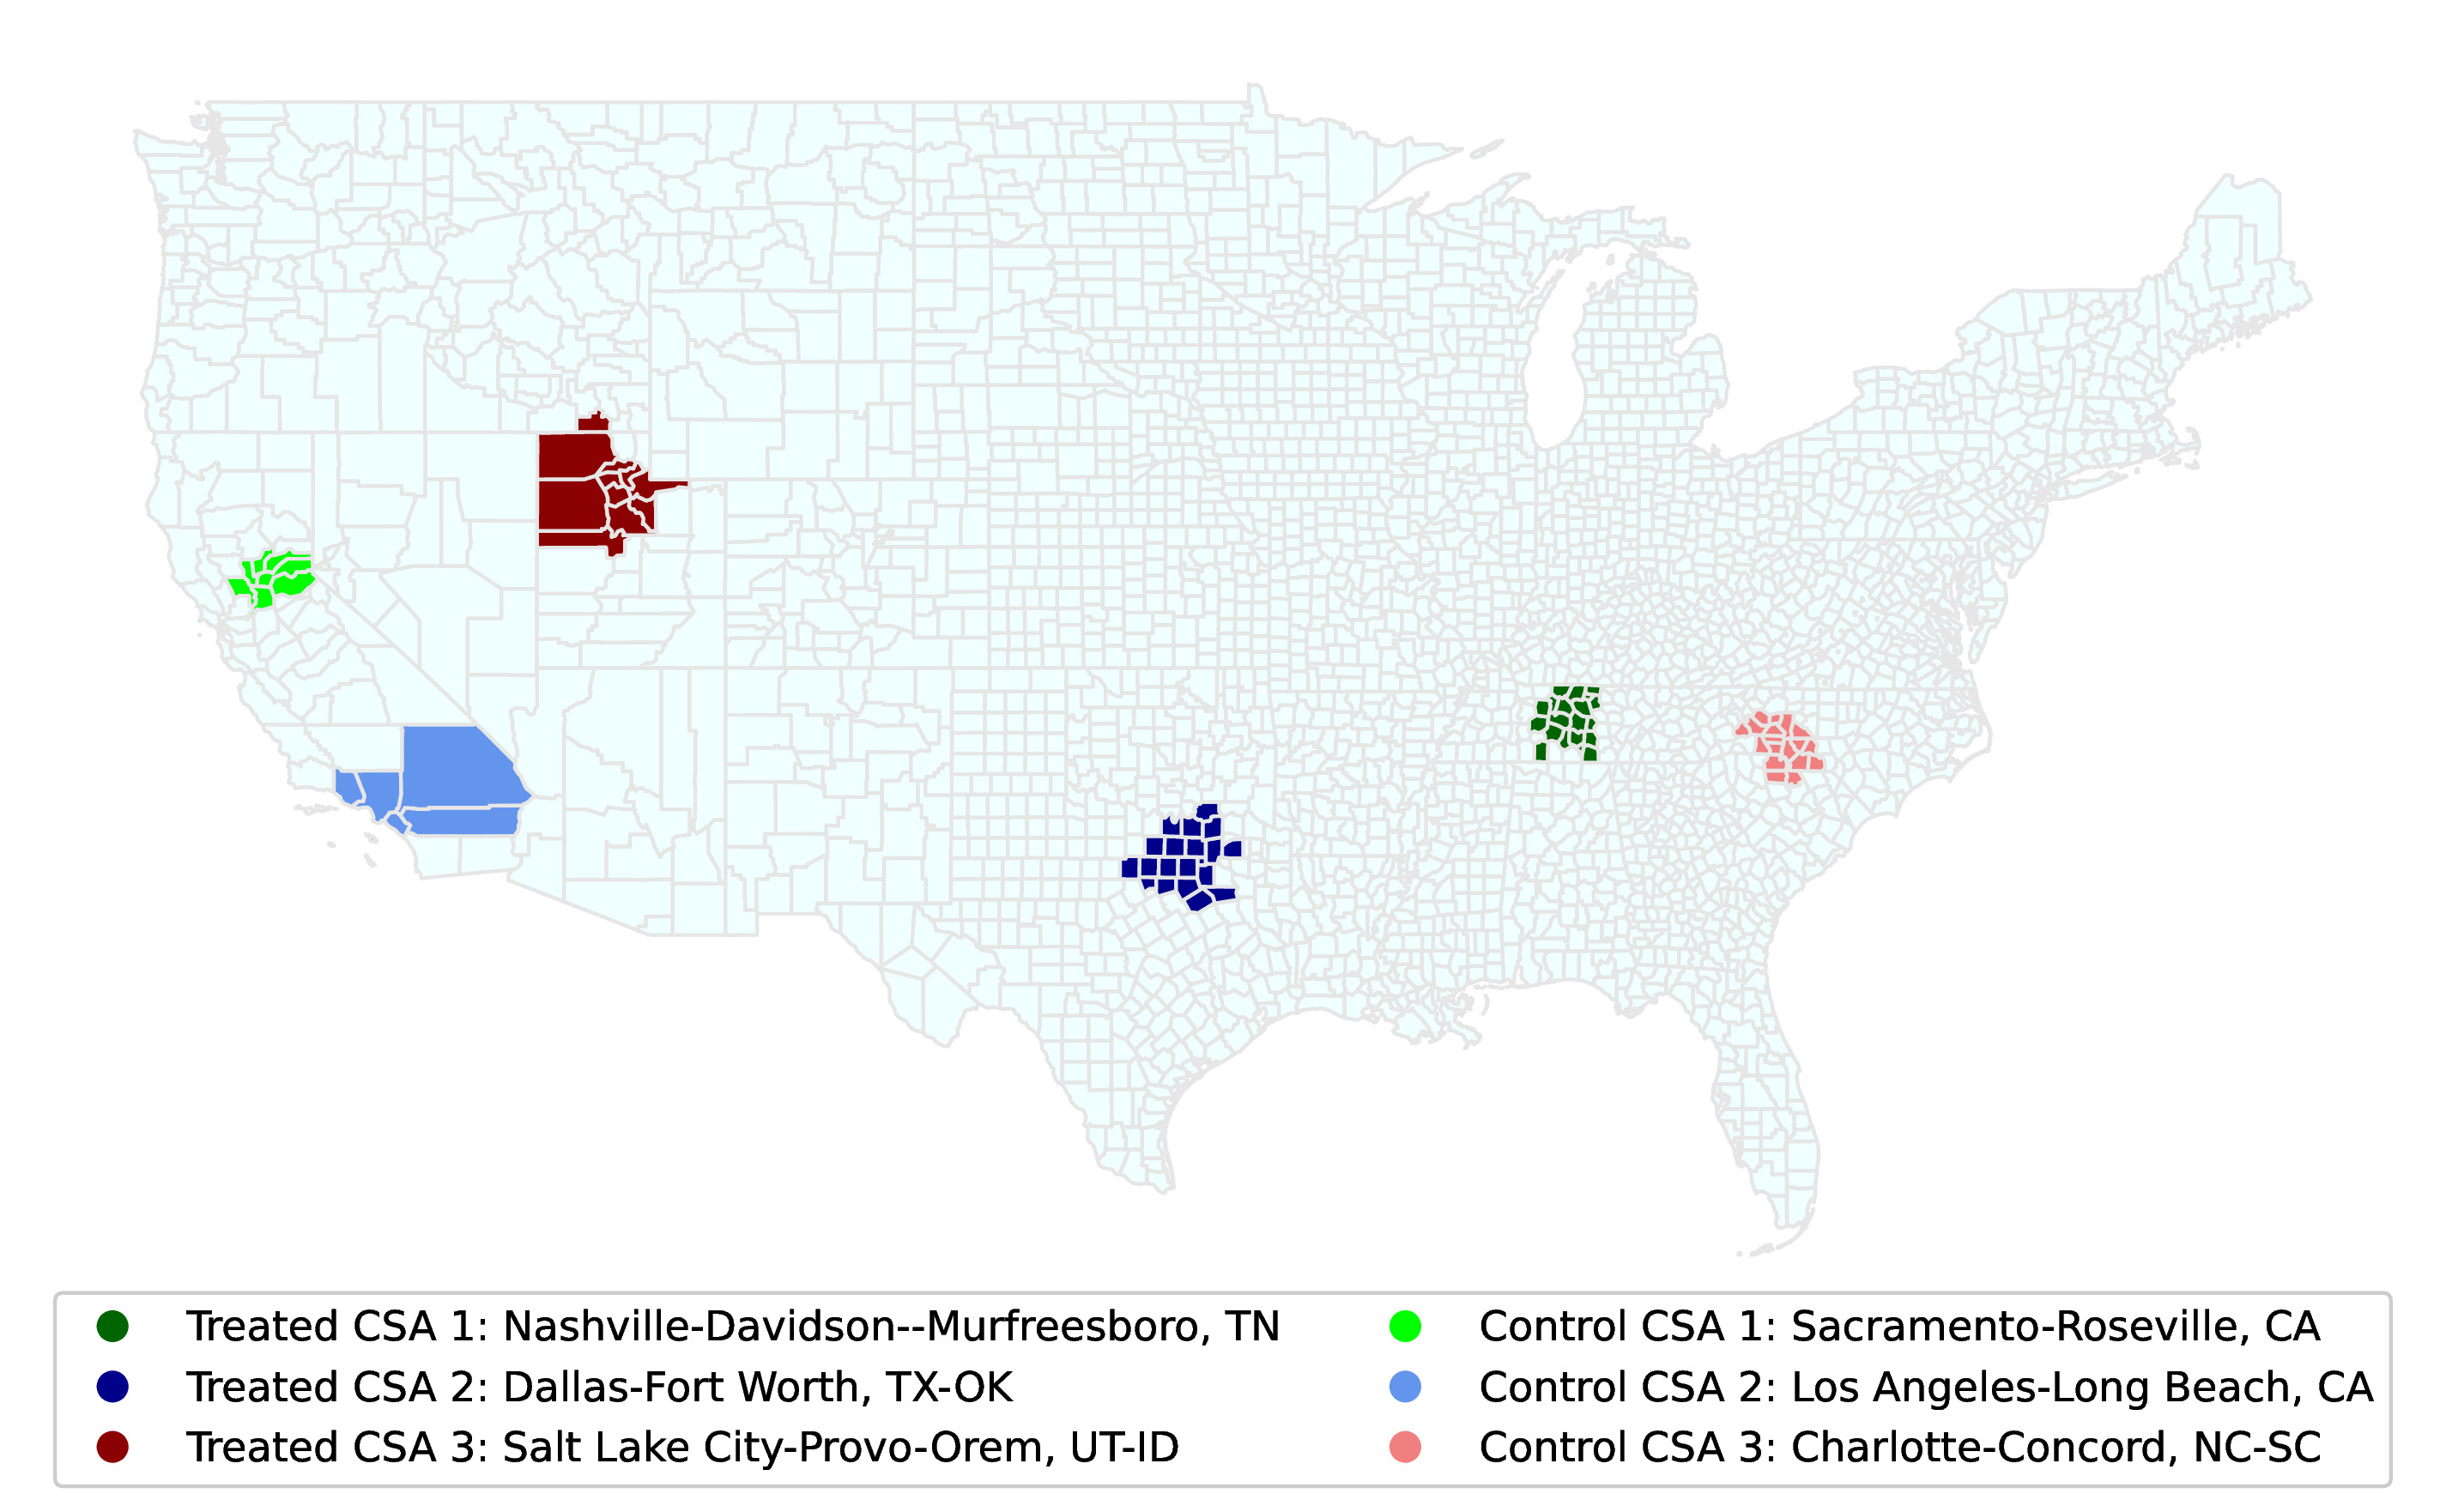 Treated CSA 1: Nashville-Davidson--Murfreesboro, TN
Treated CSA 2: Dallas-Fort Worth, TX-OK
Treated CSA 3: Salt Lake City-Provo-Orem, UT-ID
Control CSA 1: Sacramento-Roseville, CA
Control CSA 2: Los Angeles-Long Beach, CA
Control CSA 3: Charlotte-Concord, NC-SC